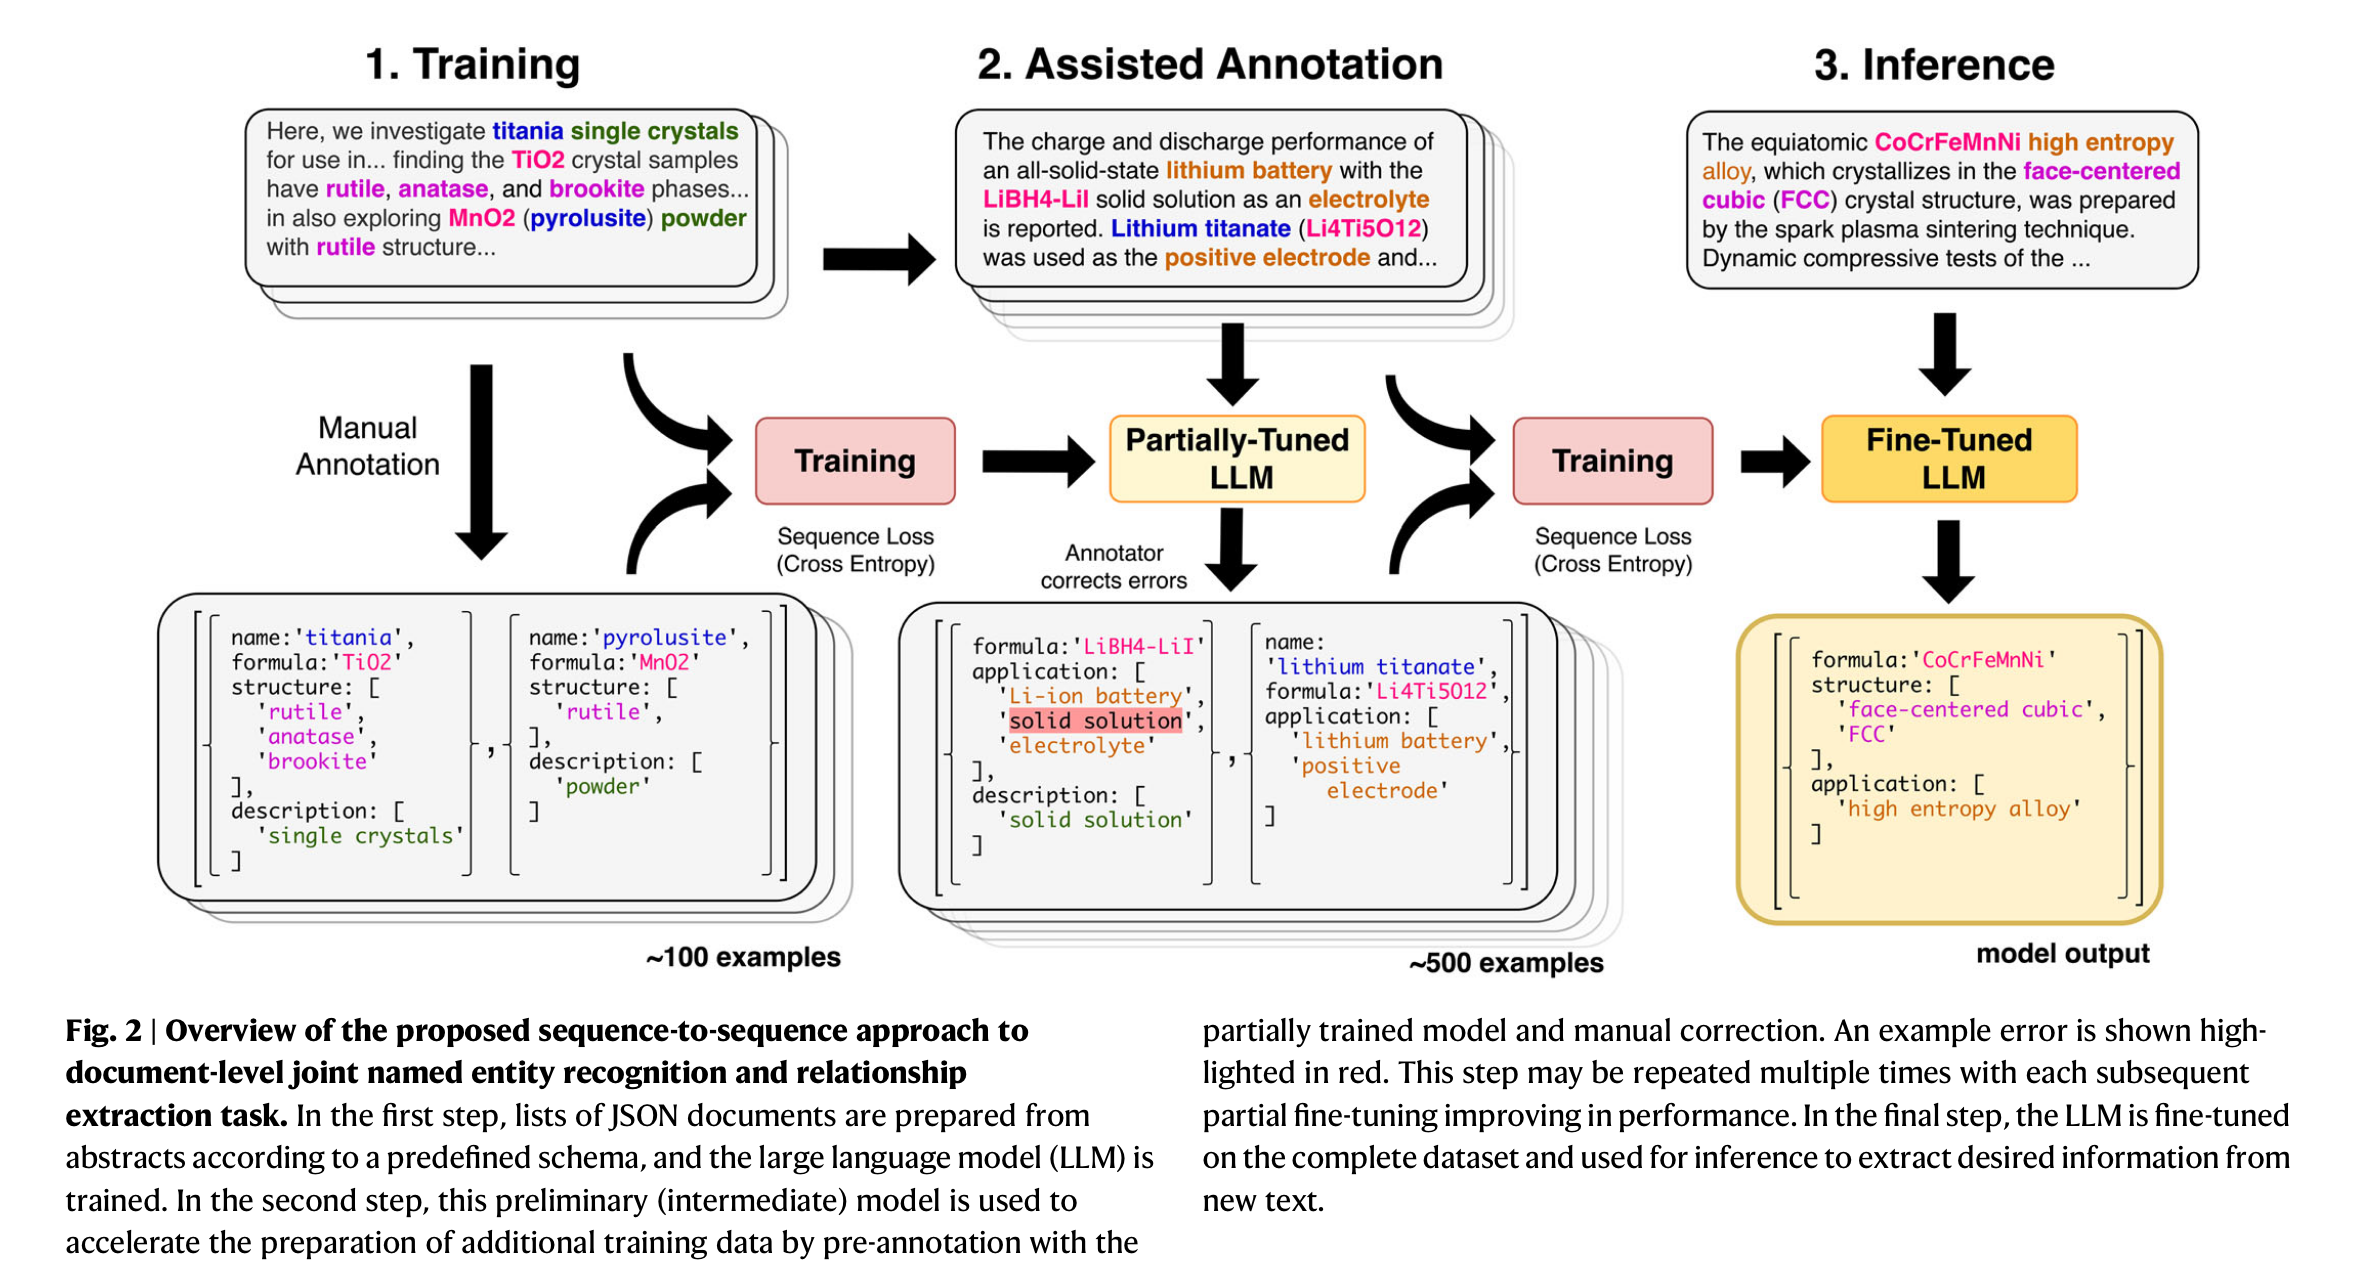 1. Training
Here, we investigate titania single crystals
for use in... finding the TiO2 crystal samples
have rutile, anatase, and brookite phases...
in also exploring MnO2 (pyrolusite) powder
with rutile structure...
Manual
Annotation
Training
Sequence Loss
(Cross Entropy)
[
name:'titania',
formula:'TiO2'
structure: [
'rutile',
'anatase',
'brookite'
],
description: [
'single crystals'
]
,
name:'pyrolusite',
formula:'MnO2'
structure: [
'rutile',
],
description: [
'powder'
]
]
~100 examples
2. Assisted Annotation
The charge and discharge performance of
an all-solid-state lithium battery with the
LiBH4-LiI solid solution as an electrolyte
is reported. Lithium titanate (Li4Ti5O12)
was used as the positive electrode and...
Partially-Tuned
LLM
Annotator
corrects errors
Training
Sequence Loss
(Cross Entropy)
[
formula:'LiBH4-LiI'
application: [
'Li-ion battery',
'solid solution',
'electrolyte'
],
description: [
'solid solution'
]
,
name:
'lithium titanate',
formula:'Li4Ti5O12',
application: [
'lithium battery',
'positive
electrode'
]
]
~500 examples
3. Inference
The equiatomic CoCrFeMnNi high entropy
alloy, which crystallizes in the face-centered
cubic (FCC) crystal structure, was prepared
by the spark plasma sintering technique.
Dynamic compressive tests of the ...
Fine-Tuned
LLM
[
formula:'CoCrFeMnNi'
structure: [
'face-centered cubic',
'FCC'
],
application: [
'high entropy alloy'
]
]
model output
Fig. 2 | Overview of the proposed sequence-to-sequence approach to
document-level joint named entity recognition and relationship
extraction task. In the first step, lists of JSON documents are prepared from
abstracts according to a predefined schema, and the large language model (LLM) is
trained. In the second step, this preliminary (intermediate) model is used to
accelerate the preparation of additional training data by pre-annotation with the
partially trained model and manual correction. An example error is shown high-
lighted in red. This step may be repeated multiple times with each subsequent
partial fine-tuning improving in performance. In the final step, the LLM is fine-tuned
on the complete dataset and used for inference to extract desired information from
new text.